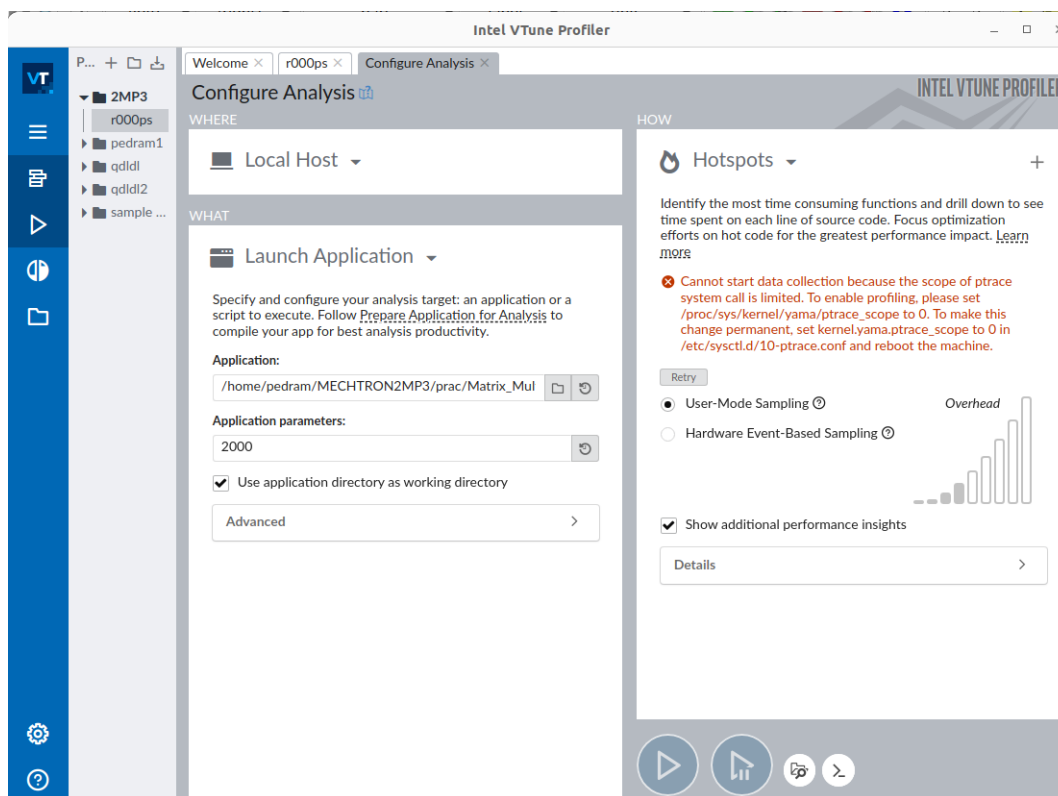 Intel VTune Profiler
VT
P...
2MP3
r000ps
pedram1
qdldl
qdldl2
sample ...
Welcome
r000ps
Configure Analysis
Configure Analysis
INTEL VTUNE PROFILER
WHERE
Local Host
WHAT
Launch Application
Specify and configure your analysis target: an application or a
script to execute. Follow Prepare Application for Analysis to
compile your app for best analysis productivity.
Application:
/home/pedram/MECHTRON2MP3/prac/Matrix_Mul
Application parameters:
2000
Use application directory as working directory
Advanced
HOW
Hotspots
Identify the most time consuming functions and drill down to see
time spent on each line of source code. Focus optimization
efforts on hot code for the greatest performance impact. Learn
more
Cannot start data collection because the scope of ptrace
system call is limited. To enable profiling, please set
/proc/sys/kernel/yama/ptrace_scope to 0. To make this
change permanent, set kernel.yama.ptrace_scope to 0 in
/etc/sysctl.d/10-ptrace.conf and reboot the machine.
Retry
User-Mode Sampling
Overhead
Hardware Event-Based Sampling
Show additional performance insights
Details